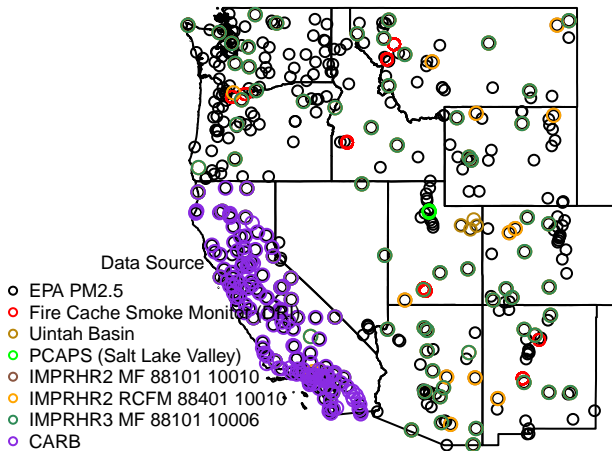 Data Source
EPA PM2.5
Fire Cache Smoke Monitor (DRI)
Uintah Basin
PCAPS (Salt Lake Valley)
IMPRHR2 MF 88101 10010
IMPRHR2 RCFM 88401 10010
IMPRHR3 MF 88101 10006
CARB